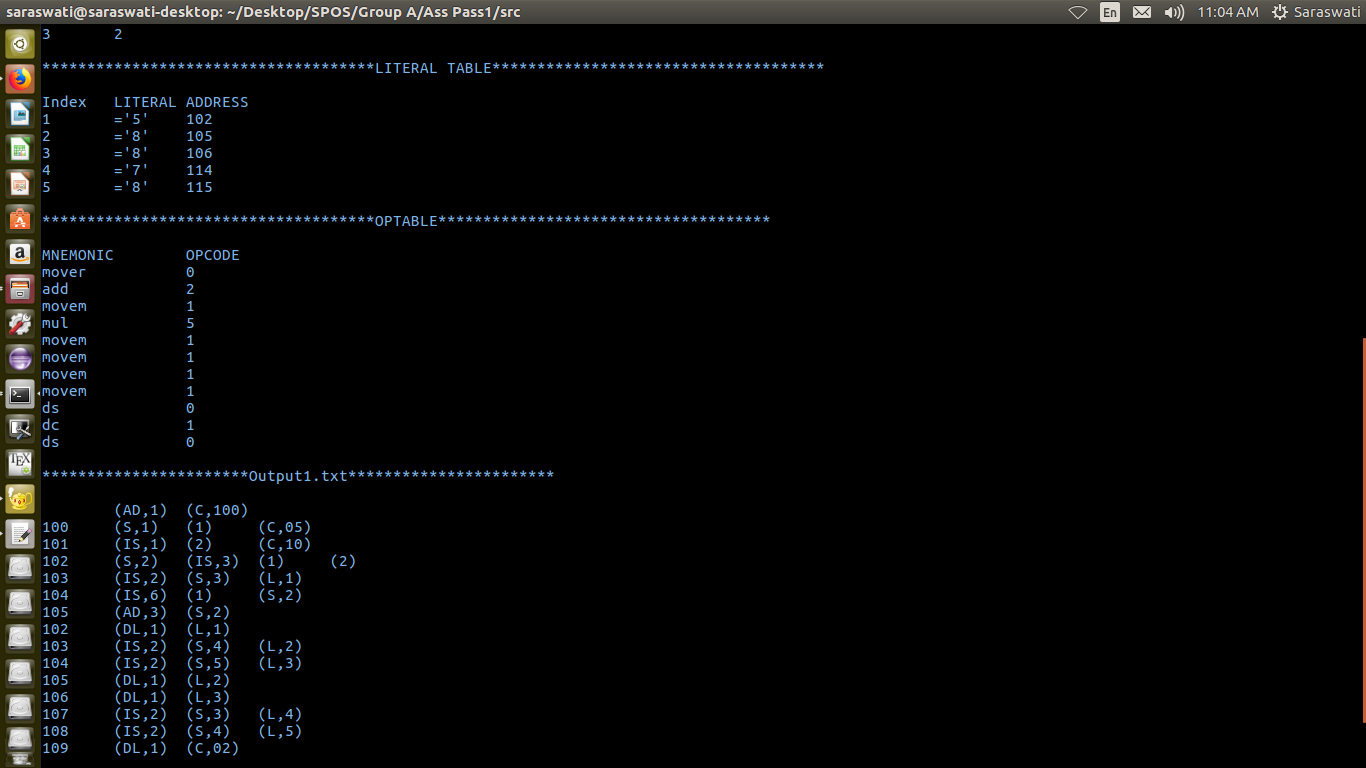 saraswati@saraswati-desktop: ~/Desktop/SPOS/Group A/Ass Pass1/src En 11:04 AM Saraswati
3 2
*************************************LITERAL TABLE*************************************
Index LITERAL ADDRESS
1 ='5' 102
2 ='8' 105
3 ='8' 106
4 ='7' 114
5 ='8' 115
*************************************OPTABLE*************************************
MNEMONIC OPCODE
mover 0
add 2
movem 1
mul 5
movem 1
movem 1
movem 1
movem 1
ds 0
dc 1
ds 0
***********************Output1.txt***********************
(AD,1) (C,100)
100 (S,1) (1) (C,05)
101 (IS,1) (2) (C,10)
102 (S,2) (IS,3) (1) (2)
103 (IS,2) (S,3) (L,1)
104 (IS,6) (1) (S,2)
105 (AD,3) (S,2)
102 (DL,1) (L,1)
103 (IS,2) (S,4) (L,2)
104 (IS,2) (S,5) (L,3)
105 (DL,1) (L,2)
106 (DL,1) (L,3)
107 (IS,2) (S,3) (L,4)
108 (IS,2) (S,4) (L,5)
109 (DL,1) (C,02)